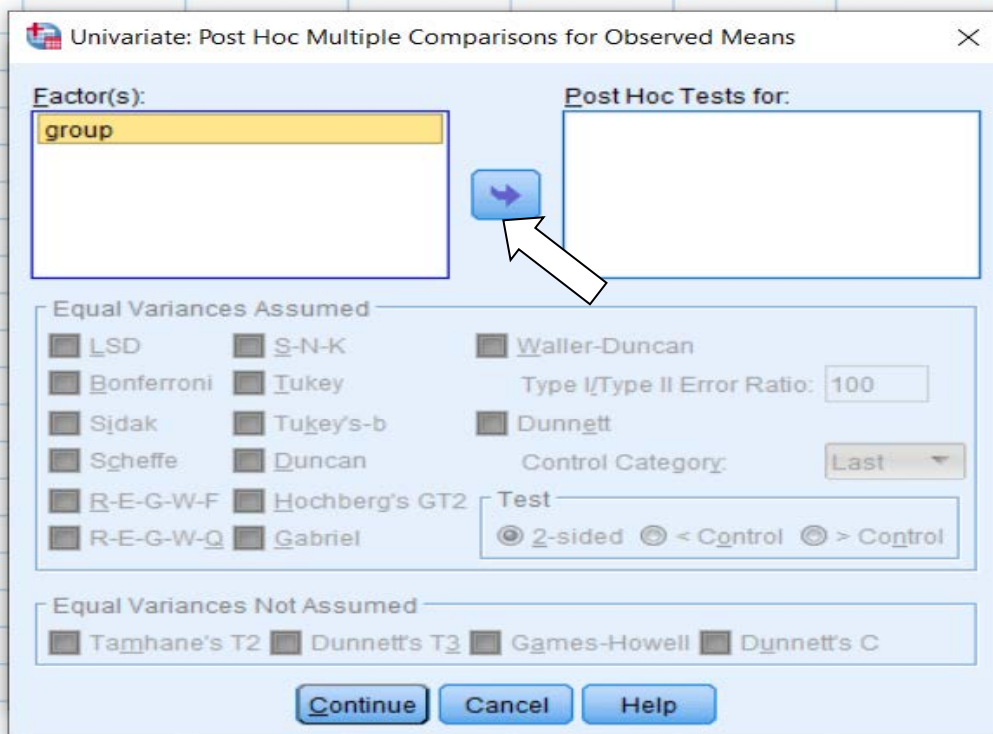 Univariate: Post Hoc Multiple Comparisons for Observed Means
Factor(s):
Post Hoc Tests for:
group
Equal Variances Assumed
LSD S-N-K Waller-Duncan
Bonferroni Tukey Type I/Type II Error Ratio: 100
Sidak Tukey's-b Dunnett
Scheffe Duncan Control Category: Last
R-E-G-W-F Hochberg's GT2 Test
R-E-G-W-Q Gabriel 2-sided < Control > Control
Equal Variances Not Assumed
Tamhane's T2 Dunnett's T3 Games-Howell Dunnett's C
Continue Cancel Help